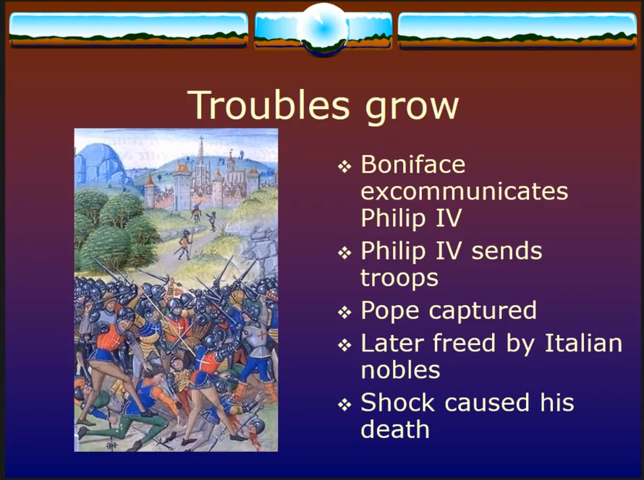 Troubles grow
❖ Boniface
excommunicates
Philip IV
❖ Philip IV sends
troops
❖ Pope captured
❖ Later freed by Italian
nobles
❖ Shock caused his
death